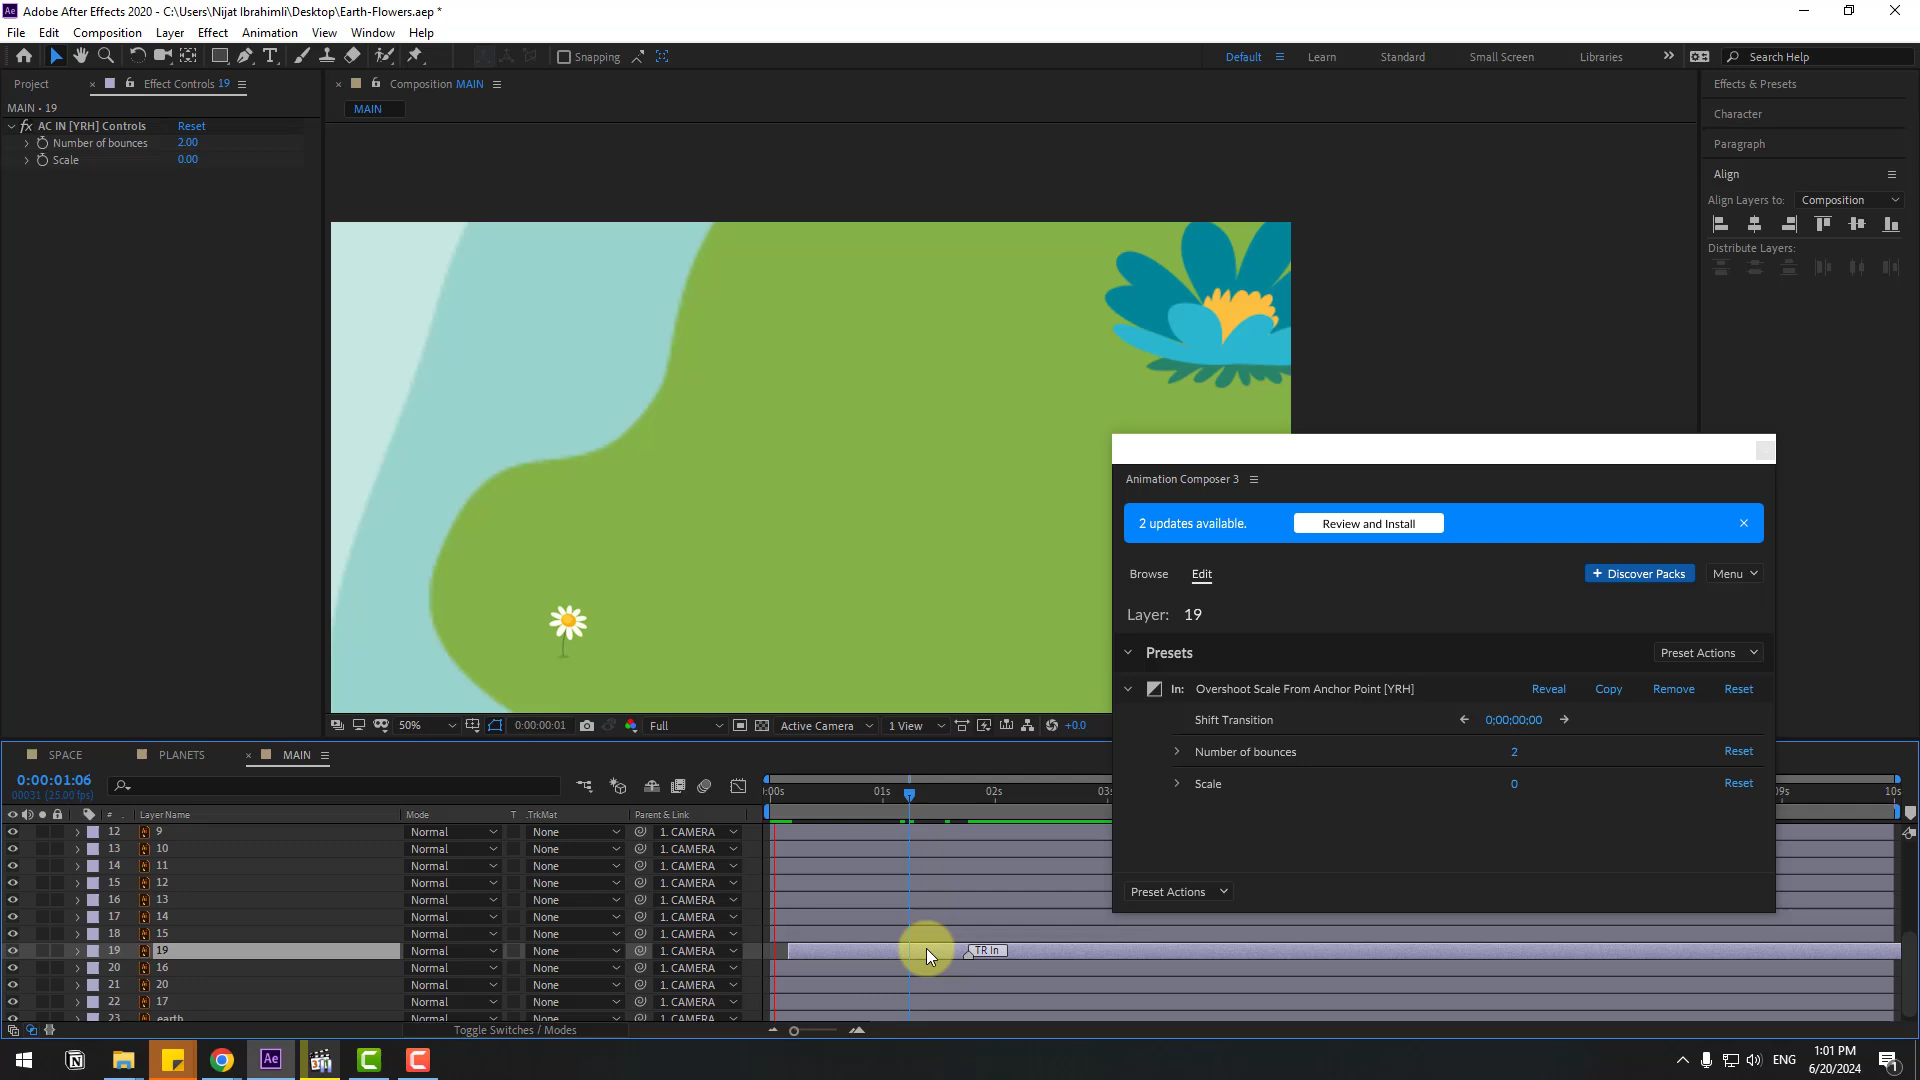 Adobe After Effects 2020 - C:\Users\Nijat Ibrahimli\Desktop\Earth-Flowers.aep *
File Edit Composition Layer Effect Animation View Window Help
Snapping
Default Learn Standard Small Screen Libraries Search Help
Project Effect Controls 19
Composition MAIN
MAIN • 19
MAIN
fx AC IN [YRH] Controls Reset
Number of bounces 2.00
Scale 0.00
Effects & Presets
Character
Paragraph
Align
Align Layers to: Composition
Distribute Layers:
Animation Composer 3
2 updates available. Review and Install
Browse Edit + Discover Packs Menu
Layer: 19
Presets Preset Actions
In: Overshoot Scale From Anchor Point [YRH] Reveal Copy Remove Reset
Shift Transition 0;00;00;00
Number of bounces 2 Reset
Scale 0 Reset
Preset Actions
50% 0:00:00:01 Full Active Camera 1 View +0.0
SPACE PLANETS MAIN
0:00:01:06
00031 (25.00 fps)
):00s 01s 02s 03s 09s 10s
# Layer Name Mode T .TrkMat Parent & Link
12 9 Normal None 1. CAMERA
13 10 Normal None 1. CAMERA
14 11 Normal None 1. CAMERA
15 12 Normal None 1. CAMERA
16 13 Normal None 1. CAMERA
17 14 Normal None 1. CAMERA
18 15 Normal None 1. CAMERA
19 19 Normal None 1. CAMERA TR In
20 16 Normal None 1. CAMERA
21 20 Normal None 1. CAMERA
22 17 Normal None 1. CAMERA
23 earth Normal None 1. CAMERA
Toggle Switches / Modes
Ae
ENG
1:01 PM
6/20/2024
1